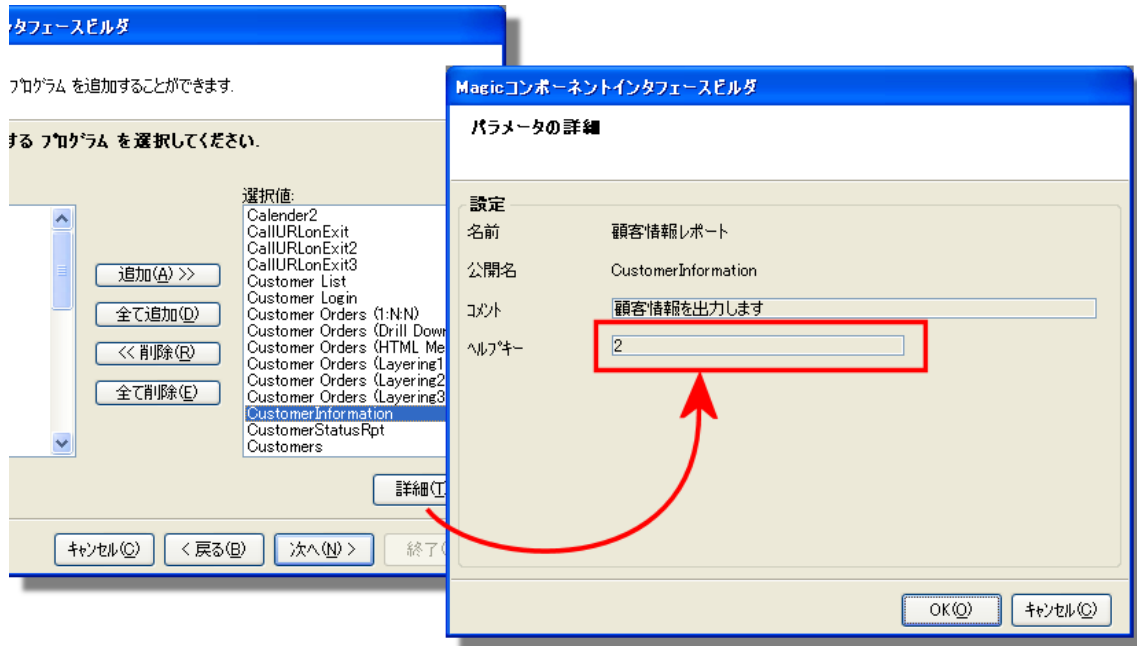 タフェースビルダ
プログラム を追加することができます.
する プログラム を選択してください.
選択値:
Calender2
CallURLonExit
CallURLonExit2
CallURLonExit3
Customer List
Customer Login
Customer Orders (1:N:N)
Customer Orders (Drill Down
Customer Orders (HTML Me
Customer Orders (Layering1
Customer Orders (Layering2
Customer Orders (Layering3
CustomerInformation
CustomerStatusRpt
Customers
追加(A) >>
全て追加(D)
<< 削除(R)
全て削除(E)
詳細(T)
キャンセル(C)
< 戻る(B)
次へ(N) >
終了(
Magicコンポーネントインタフェースビルダ
パラメータの詳細
設定
名前 顧客情報レポート
公開名 CustomerInformation
コメント 顧客情報を出力します
ヘルプキー 2
OK(O)
キャンセル(C)